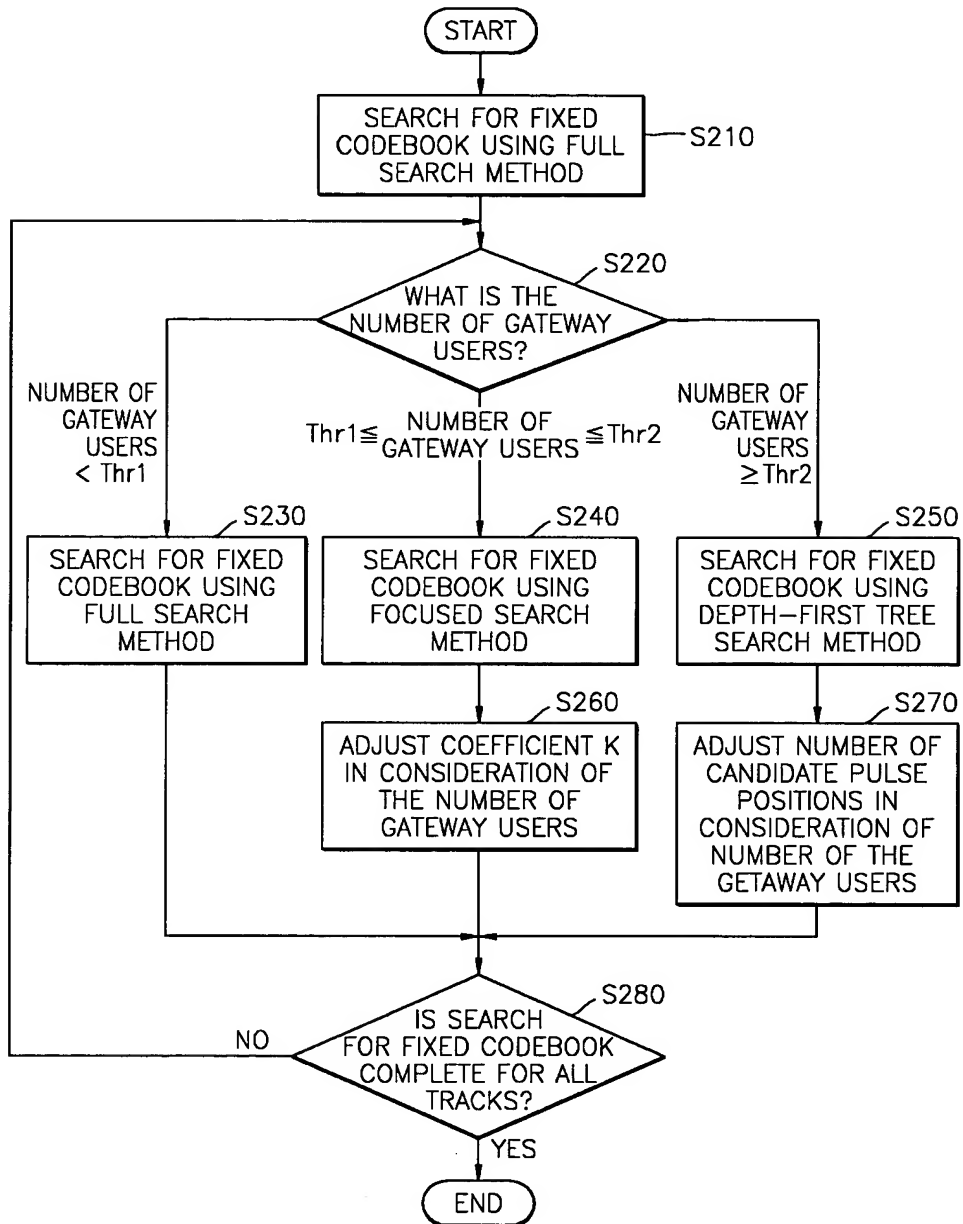 START
SEARCH FOR FIXED
CODEBOOK USING FULL
SEARCH METHOD
S210
S220
WHAT IS THE
NUMBER OF GATEWAY
USERS?
NUMBER OF
GATEWAY
USERS
< Thr1
Thr1≦ NUMBER OF GATEWAY USERS ≦Thr2
NUMBER OF
GATEWAY
USERS
≥Thr2
S230
SEARCH FOR FIXED
CODEBOOK USING
FULL SEARCH
METHOD
S240
SEARCH FOR FIXED
CODEBOOK USING
FOCUSED SEARCH
METHOD
S250
SEARCH FOR FIXED
CODEBOOK USING
DEPTH-FIRST TREE
SEARCH METHOD
S260
ADJUST COEFFICIENT K
IN CONSIDERATION OF
THE NUMBER OF
GATEWAY USERS
S270
ADJUST NUMBER OF
CANDIDATE PULSE
POSITIONS IN
CONSIDERATION OF
NUMBER OF THE
GETAWAY USERS
S280
IS SEARCH
FOR FIXED CODEBOOK
COMPLETE FOR ALL
TRACKS?
NO
YES
END